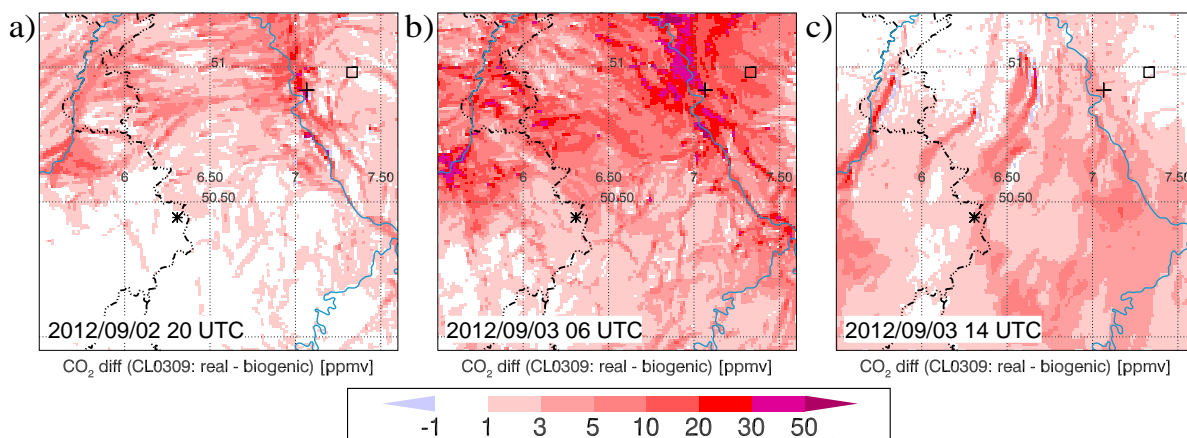 a)
b)
c)
51
6
6.50
7
7.50
50.50
2012/09/02 20 UTC
CO₂ diff (CL0309: real - biogenic) [ppmv]
51
6
6.50
7
7.50
50.50
2012/09/03 06 UTC
CO₂ diff (CL0309: real - biogenic) [ppmv]
51
6
6.50
7
7.50
50.50
2012/09/03 14 UTC
CO₂ diff (CL0309: real - biogenic) [ppmv]
-1 1 3 5 10 20 30 50